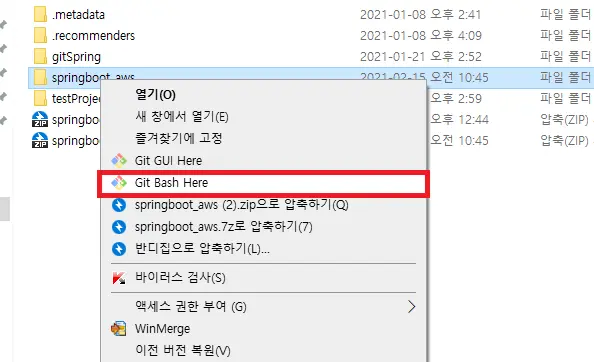 .metadata 2021-01-08 오후 2:41 파일 폴더
.recommenders 2021-01-08 오후 4:09 파일 폴더
gitSpring 2021-01-21 오후 2:52 파일 폴더
springboot_aws 2021-02-15 오전 10:45 파일 폴더
testProje 오후 2:59 파일 폴더
springbo 오후 12:44 압축(ZIP)
springbo 오전 10:45 압축(ZIP)
열기(O)
새 창에서 열기(E)
즐겨찾기에 고정
Git GUI Here
Git Bash Here
springboot_aws (2).zip으로 압축하기(Q)
springboot_aws.7z로 압축하기(7)
반디집으로 압축하기(L)...
바이러스 검사(S)
액세스 권한 부여 (G)
WinMerge
이전 버전 복원(V)